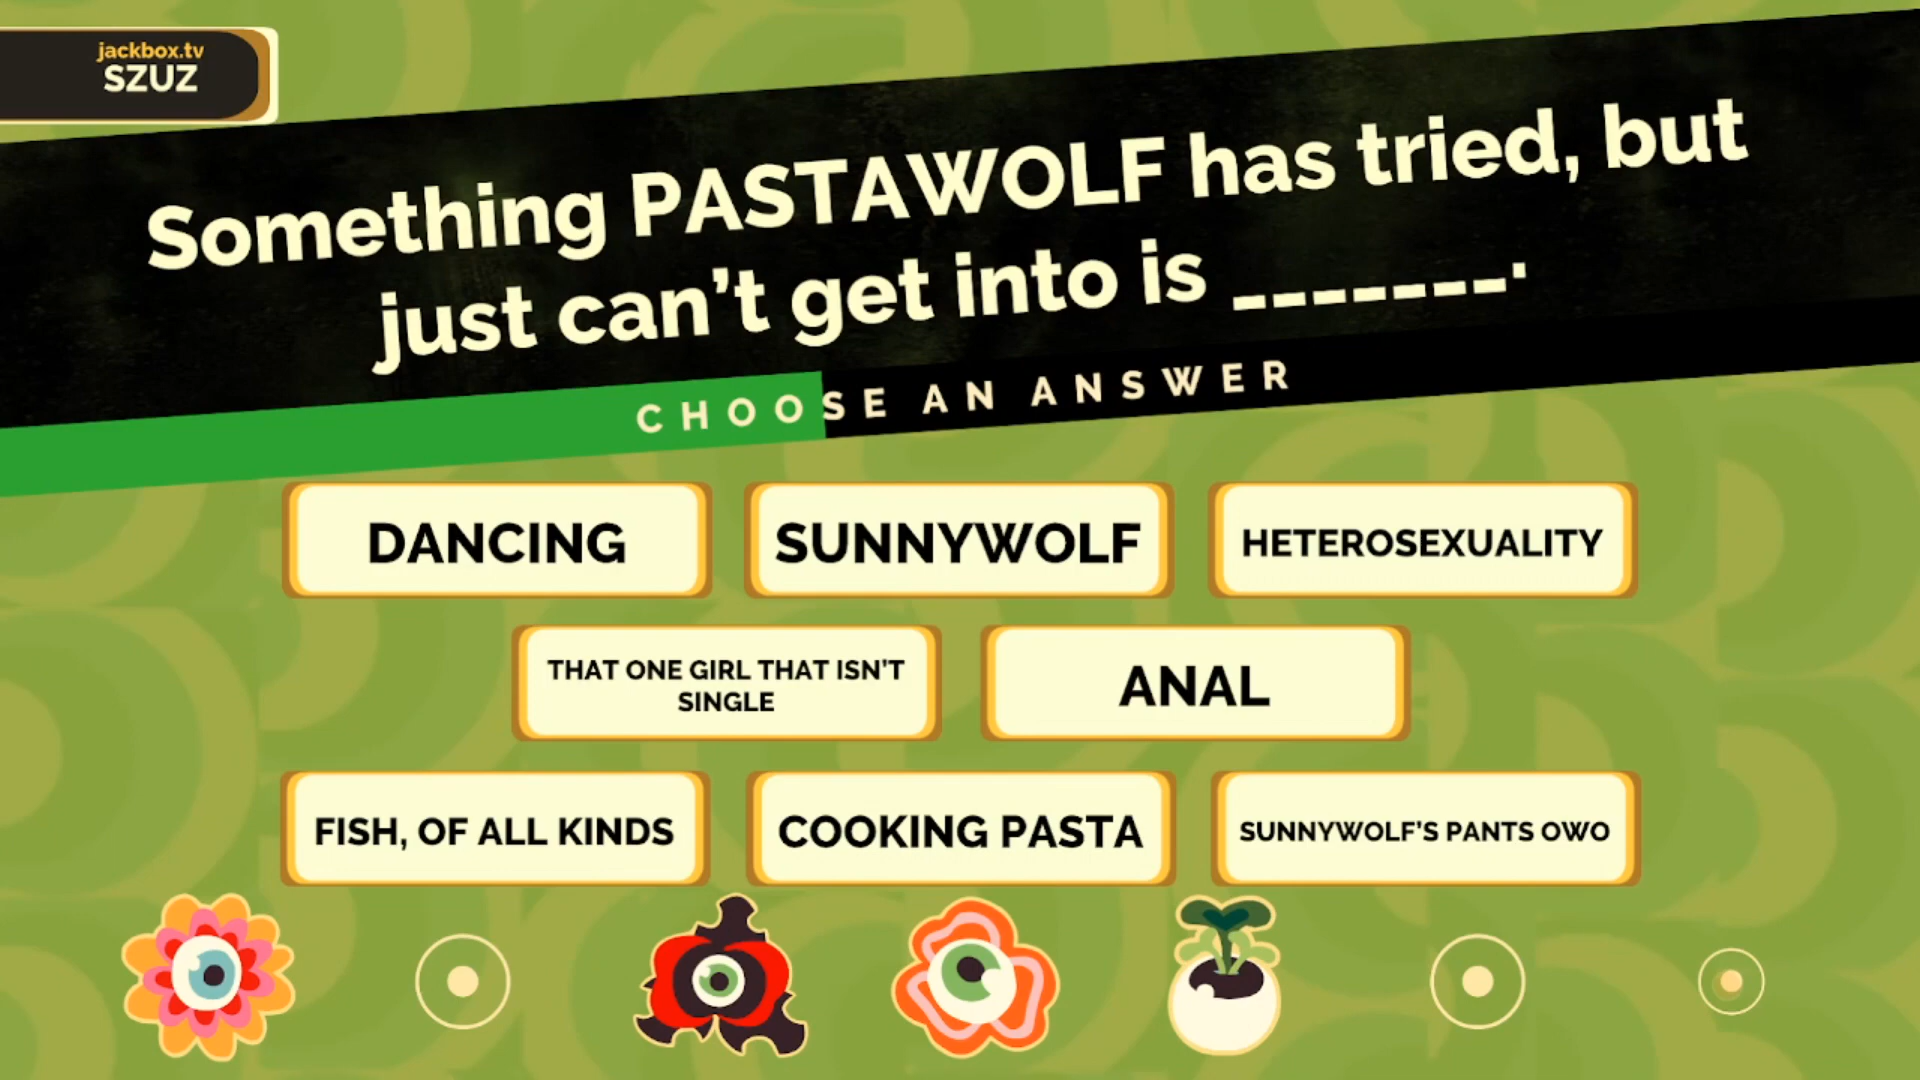 jackbox.tv
SZUZ
Something PASTAWOLF has tried, but
just can’t get into is _______.
CHOOSE AN ANSWER
DANCING
SUNNYWOLF
HETEROSEXUALITY
THAT ONE GIRL THAT ISN’T
SINGLE
ANAL
FISH, OF ALL KINDS
COOKING PASTA
SUNNYWOLF’S PANTS OWO